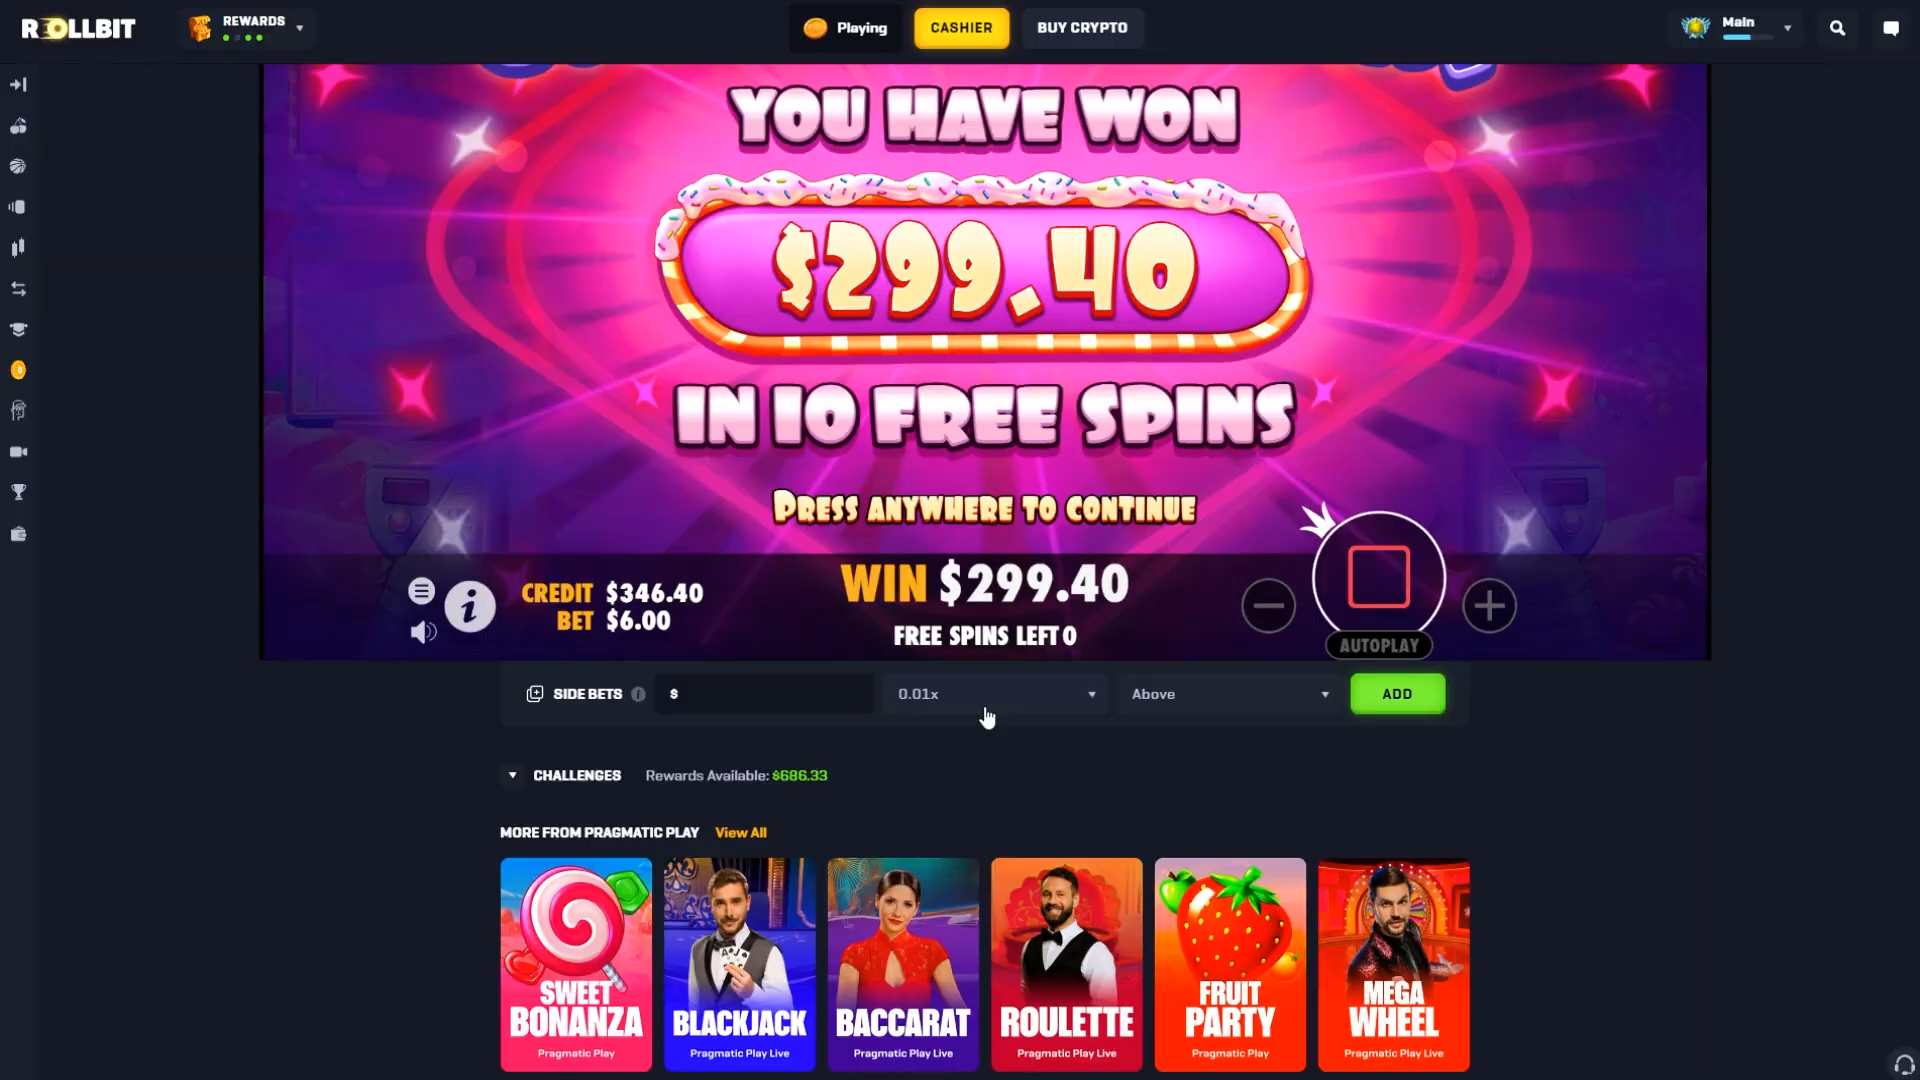 ROLLBIT
REWARDS
Playing
CASHIER
BUY CRYPTO
Main
YOU HAVE WON
$299.40
IN 10 FREE SPINS
PRESS ANYWHERE TO CONTINUE
CREDIT $346.40
BET $6.00
WIN $299.40
FREE SPINS LEFT 0
AUTOPLAY
SIDE BETS
$
0.01x
Above
ADD
CHALLENGES
Rewards Available: $686.33
MORE FROM PRAGMATIC PLAY
View All
SWEET
BONANZA
Pragmatic Play
BLACKJACK
Pragmatic Play Live
BACCARAT
Pragmatic Play Live
ROULETTE
Pragmatic Play Live
FRUIT
PARTY
Pragmatic Play
MEGA
WHEEL
Pragmatic Play Live